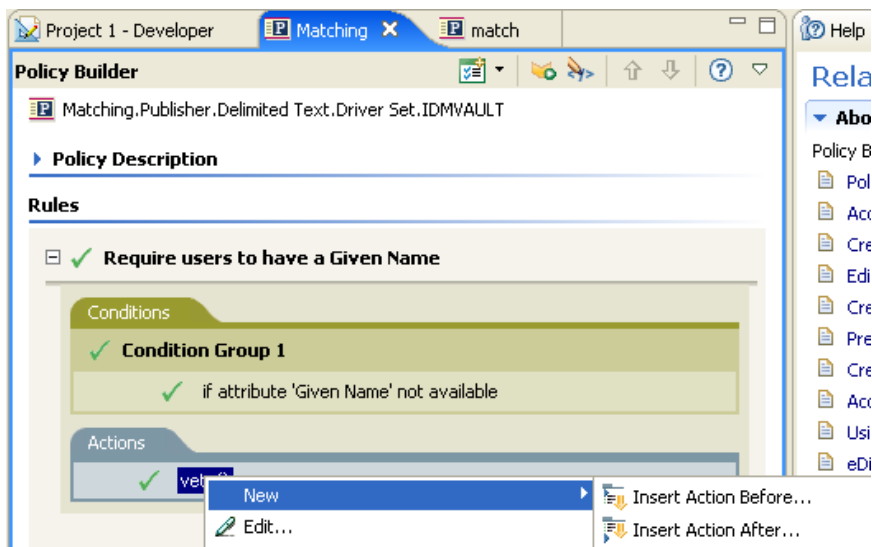 Project 1 - Developer
Matching
match
Help
Policy Builder
Matching.Publisher.Delimited Text.Driver Set.IDMVAULT
Policy Description
Rules
Require users to have a Given Name
Conditions
Condition Group 1
if attribute 'Given Name' not available
Actions
New
Edit...
Insert Action Before...
Insert Action After...
Policy